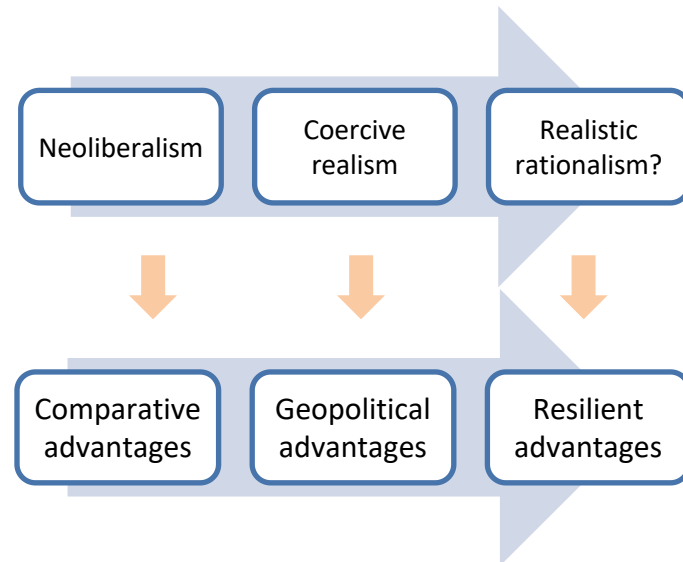 Neoliberalism
Coercive
realism
Realistic
rationalism?
Comparative
advantages
Geopolitical
advantages
Resilient
advantages